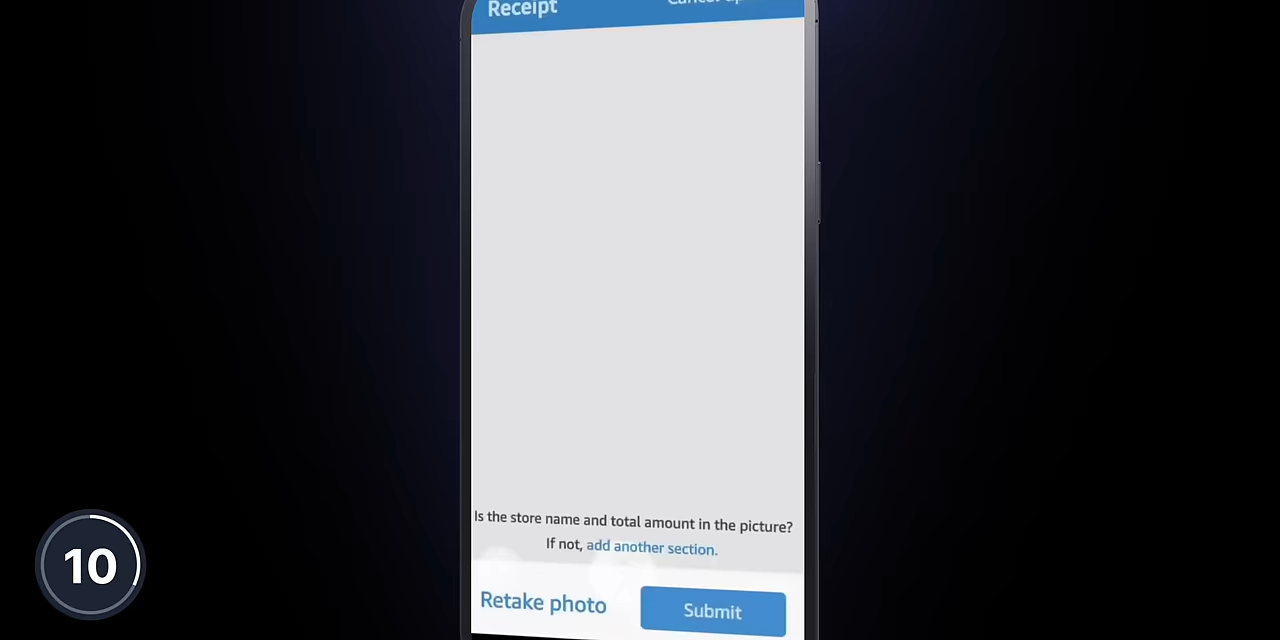 Receipt
Is the store name and total amount in the picture?
If not, add another section.
Retake photo
Submit
10